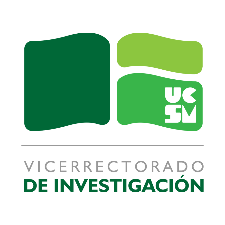 UC
SM
VICERRECTORADO
DE INVESTIGACIÓN